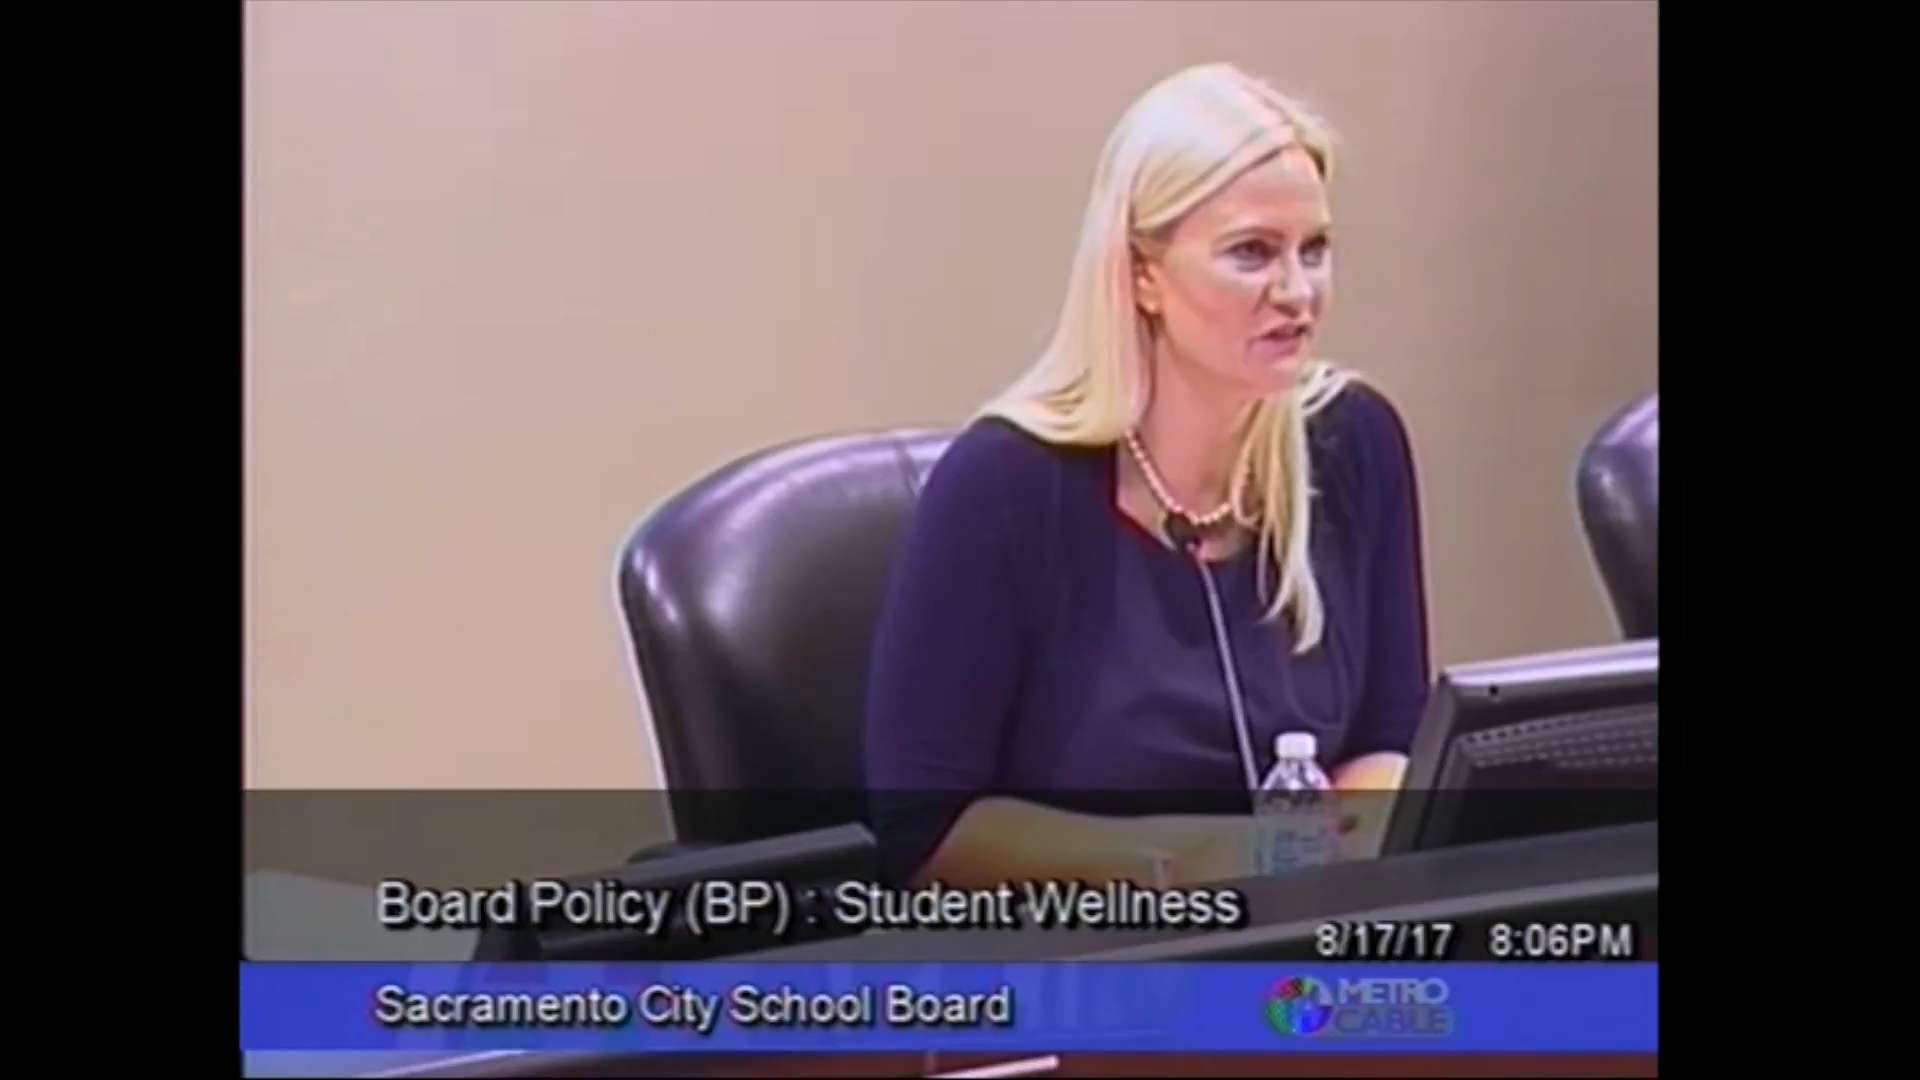 Board Policy (BP) : Student Wellness
8/17/17 8:06PM
Sacramento City School Board
METRO
CABLE